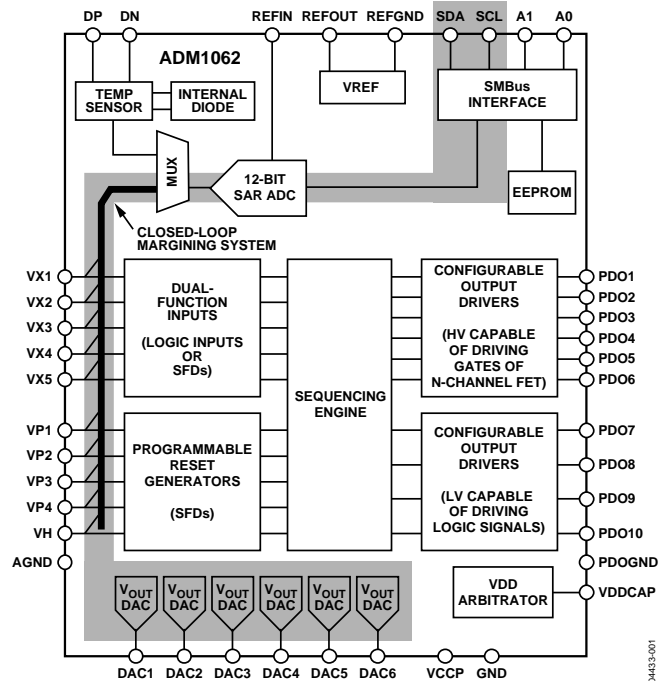 DP DN REFIN REFOUT REFGND SDA SCL A1 A0
ADM1062
TEMP
SENSOR
INTERNAL
DIODE
VREF
SMBus
INTERFACE
MUX
12-BIT
SAR ADC
EEPROM
CLOSED-LOOP
MARGINING SYSTEM
VX1
VX2
VX3
VX4
VX5
DUAL-
FUNCTION
INPUTS
(LOGIC INPUTS
OR
SFDs)
SEQUENCING
ENGINE
CONFIGURABLE
OUTPUT
DRIVERS
(HV CAPABLE
OF DRIVING
GATES OF
N-CHANNEL FET)
PDO1
PDO2
PDO3
PDO4
PDO5
PDO6
VP1
VP2
VP3
VP4
VH
AGND
PROGRAMMABLE
RESET
GENERATORS
(SFDs)
CONFIGURABLE
OUTPUT
DRIVERS
(LV CAPABLE
OF DRIVING
LOGIC SIGNALS)
PDO7
PDO8
PDO9
PDO10
PDOGND
VDDCAP
VOUT
DAC
VOUT
DAC
VOUT
DAC
VOUT
DAC
VOUT
DAC
VOUT
DAC
VDD
ARBITRATOR
DAC1 DAC2 DAC3 DAC4 DAC5 DAC6 VCCP GND
04433-001